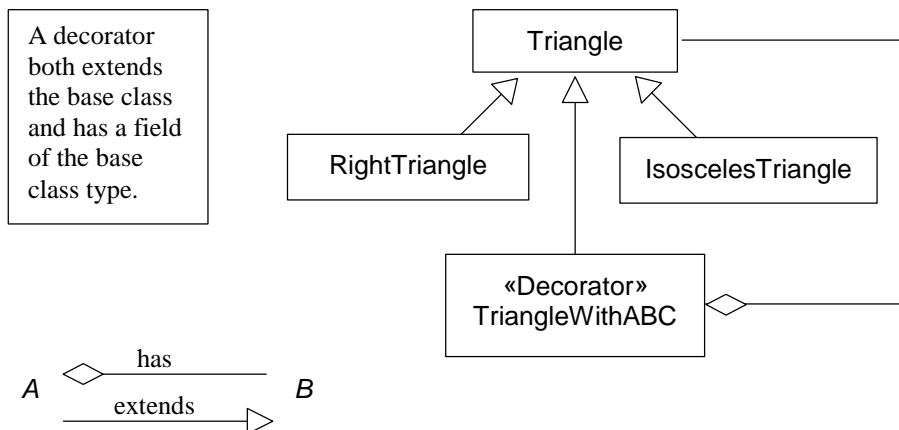 A decorator
both extends
the base class
and has a field
of the base
class type.
Triangle
RightTriangle
IsoscelesTriangle
«Decorator»
TriangleWithABC
has
A
B
extends